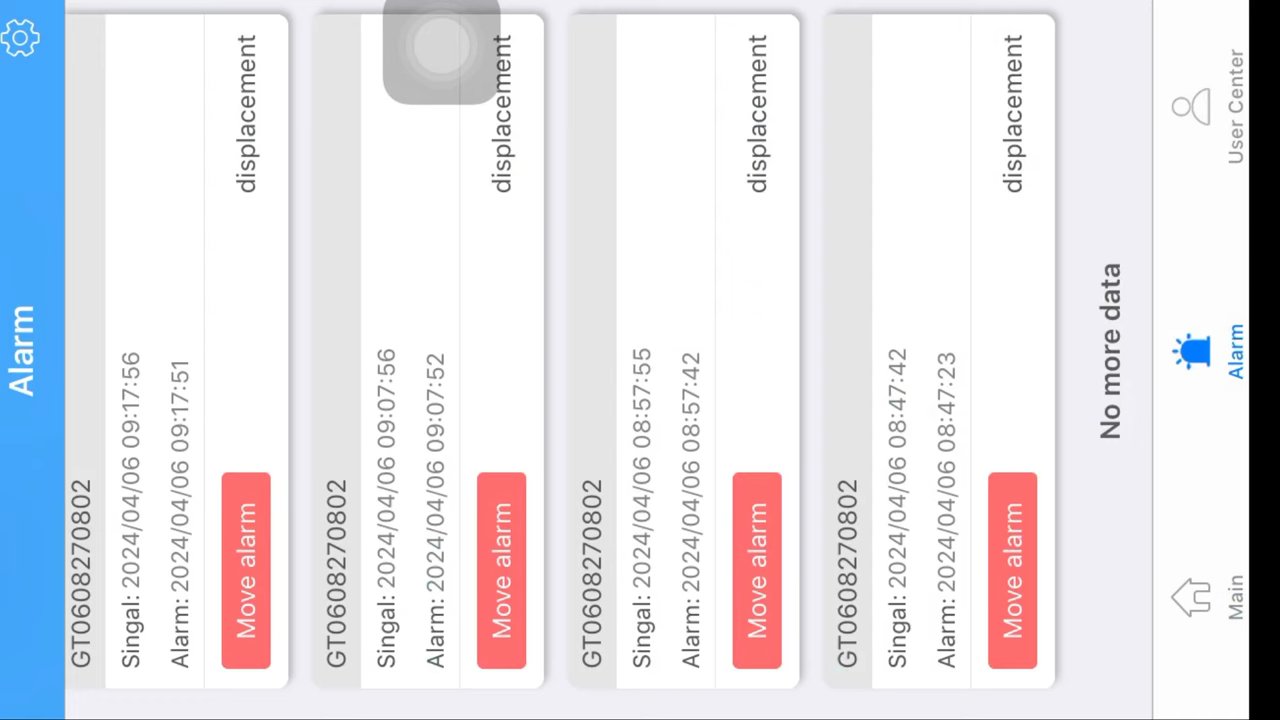 Alarm
GT0608270802
Singal: 2024/04/06 09:17:56
Alarm: 2024/04/06 09:17:51
Move alarm displacement
GT0608270802
Singal: 2024/04/06 09:07:56
Alarm: 2024/04/06 09:07:52
Move alarm displacement
GT0608270802
Singal: 2024/04/06 08:57:55
Alarm: 2024/04/06 08:57:42
Move alarm displacement
GT0608270802
Singal: 2024/04/06 08:47:42
Alarm: 2024/04/06 08:47:23
Move alarm displacement
No more data
Main Alarm User Center